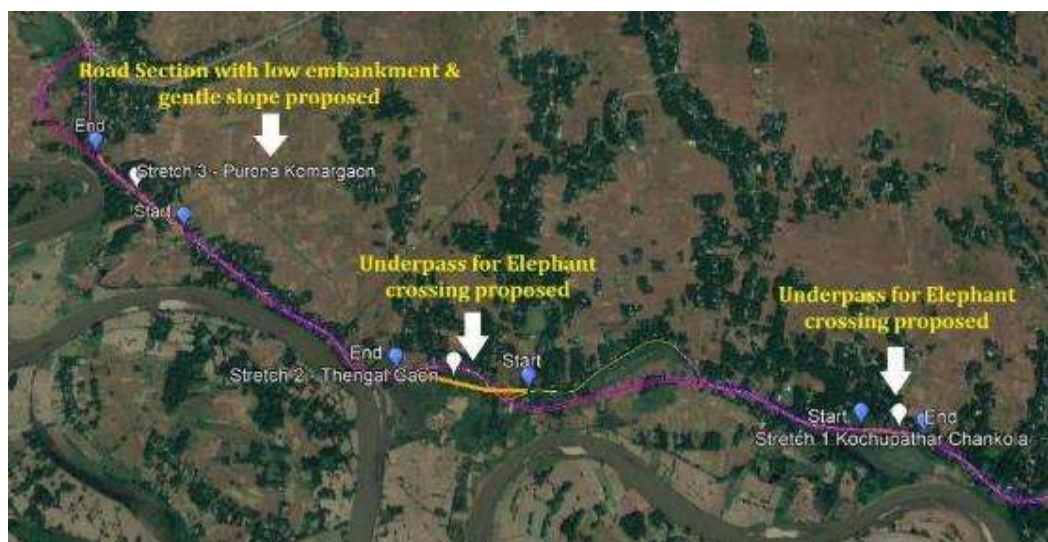 Road Section with low embankment &
gentle slope proposed
End
Stretch 3 - Purona Komargaon
Start
Underpass for Elephant
crossing proposed
End
Start
Stretch 2 - Thengal Gaon
Underpass for Elephant
crossing proposed
Start
End
Stretch 1 Kochupathar Chankola